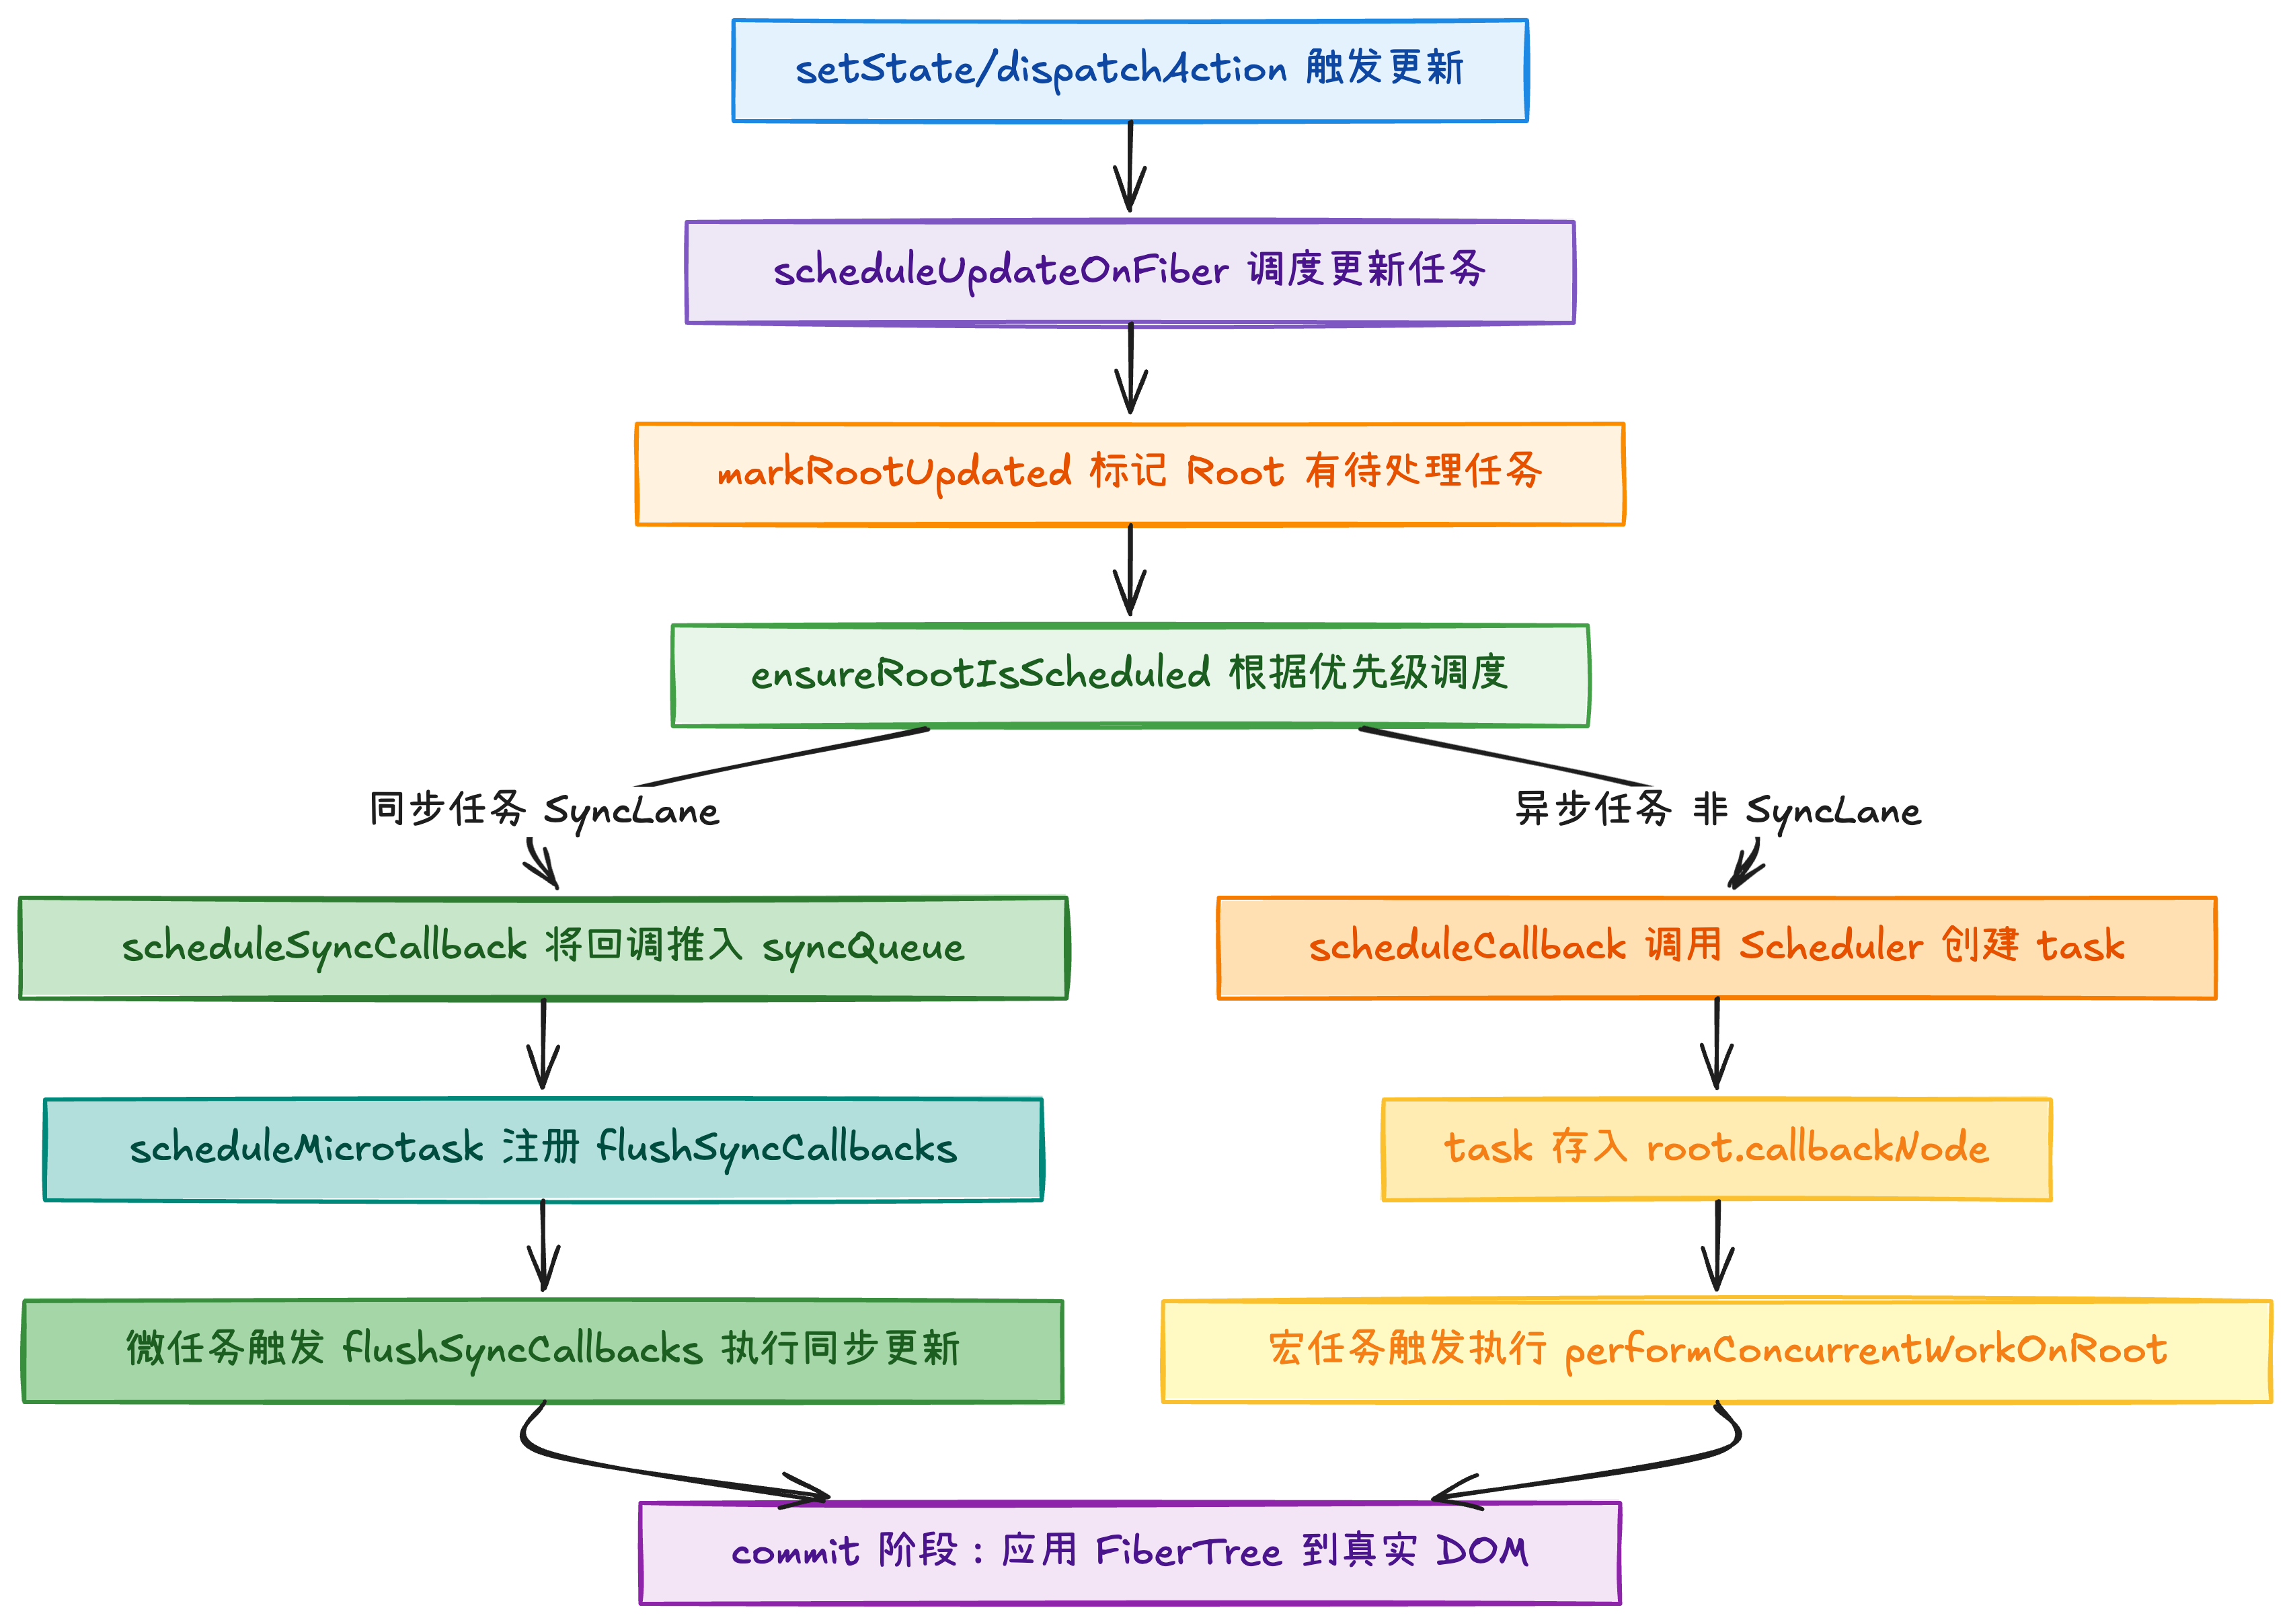 setState/dispatchAction 触发更新
scheduleUpdateOnFiber 调度更新任务
markRootUpdated 标记 Root 有待处理任务
ensureRootIsScheduled 根据优先级调度
同步任务 SyncLane
异步任务 非 SyncLane
scheduleSyncCallback 将回调推入 syncQueue
scheduleCallback 调用 Scheduler 创建 task
scheduleMicrotask 注册 flushSyncCallbacks
task 存入 root.callbackNode
微任务触发 flushSyncCallbacks 执行同步更新
宏任务触发执行 performConcurrentWorkOnRoot
commit 阶段：应用 FiberTree 到真实 DOM